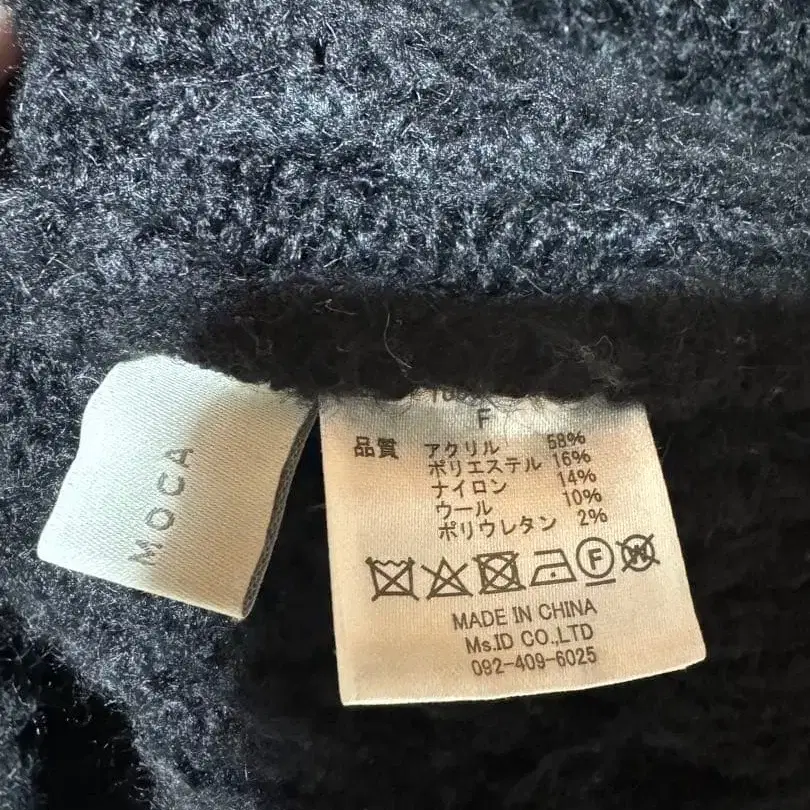 MOCA
F
品質 アクリル 58%
ポリエステル 16%
ナイロン 14%
ウール 10%
ポリウレタン 2%
F W
MADE IN CHINA
Ms.ID CO.,LTD
092-409-6025